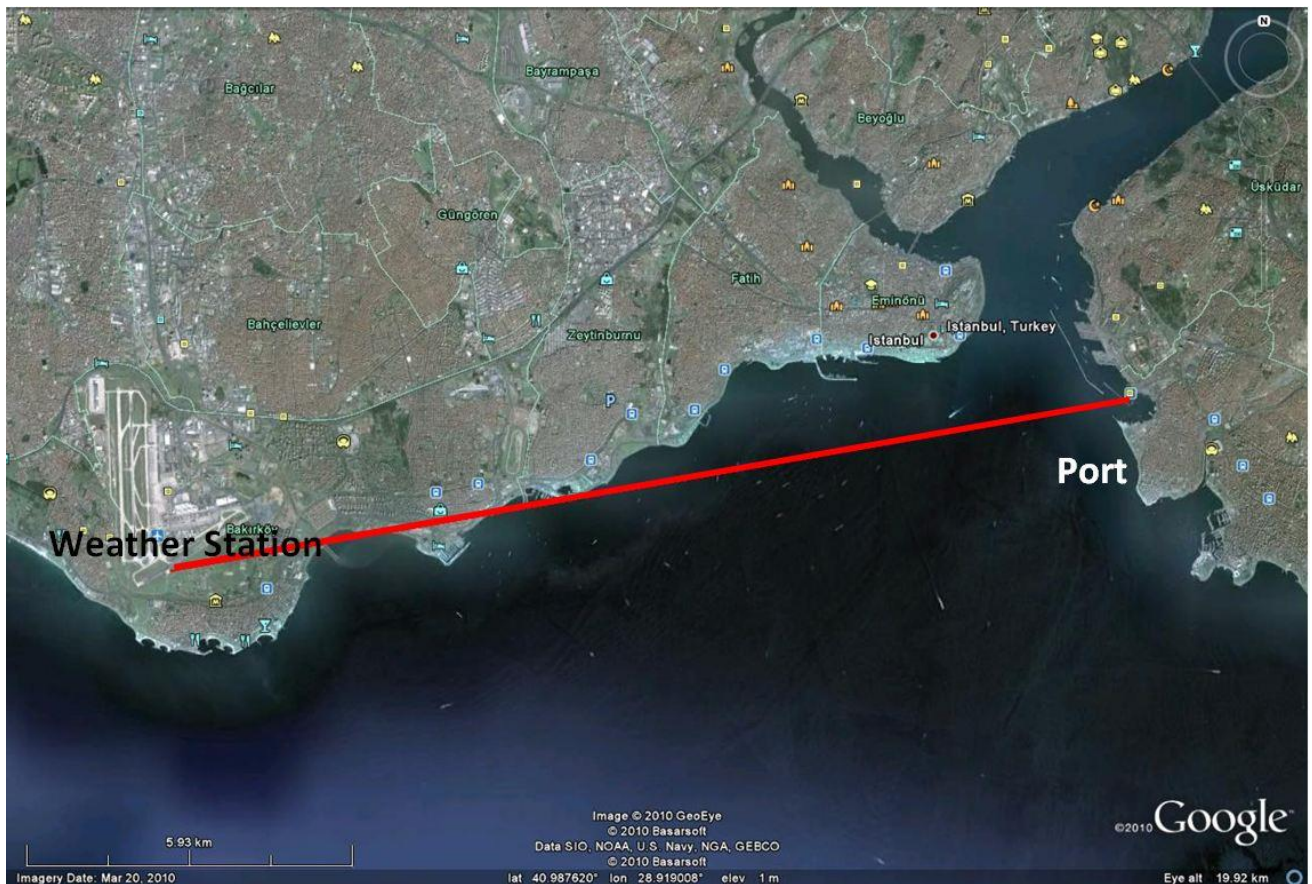 N
Bayrampaşa
Bağcılar
Beyoğlu
Üsküdar
Güngören
Fatih
Eminönü
Bahçelievler
Zeytinburnu
Istanbul, Turkey
Istanbul
P
Port
Bakırköy
Weather Station
Image © 2010 GeoEye
© 2010 Basarsoft
Data SIO, NOAA, U.S. Navy, NGA, GEBCO
© 2010 Basarsoft
©2010 Google
5.93 km
Imagery Date: Mar 20, 2010
lat 40.987620° lon 28.919008° elev 1 m
Eye alt 19.92 km